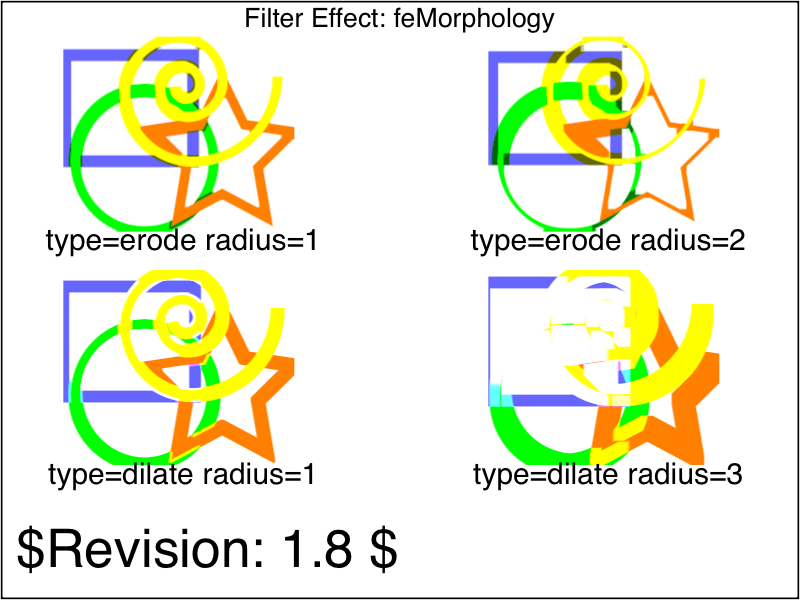 Filter Effect: feMorphology
type=erode radius=1
type=erode radius=2
type=dilate radius=1
type=dilate radius=3
$Revision: 1.8 $